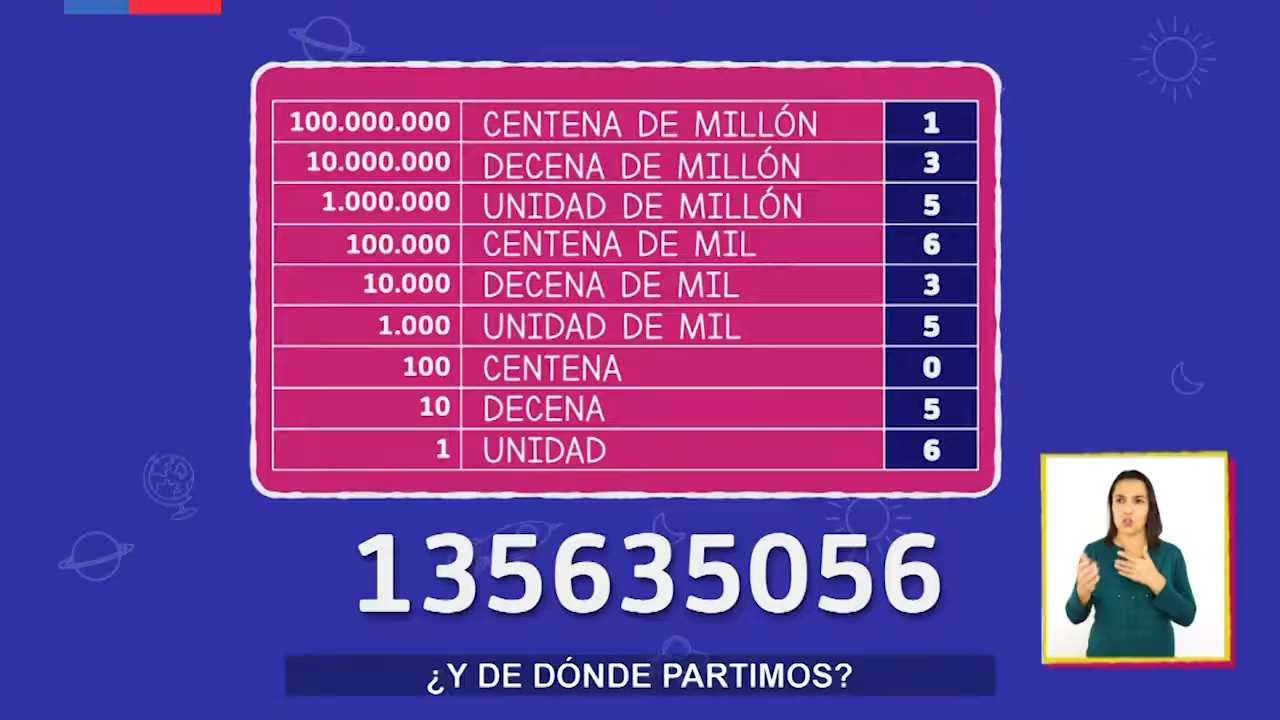 100.000.000 CENTENA DE MILLÓN 1
10.000.000 DECENA DE MILLÓN 3
1.000.000 UNIDAD DE MILLÓN 5
100.000 CENTENA DE MIL 6
10.000 DECENA DE MIL 3
1.000 UNIDAD DE MIL 5
100 CENTENA 0
10 DECENA 5
1 UNIDAD 6
135635056
¿Y DE DÓNDE PARTIMOS?